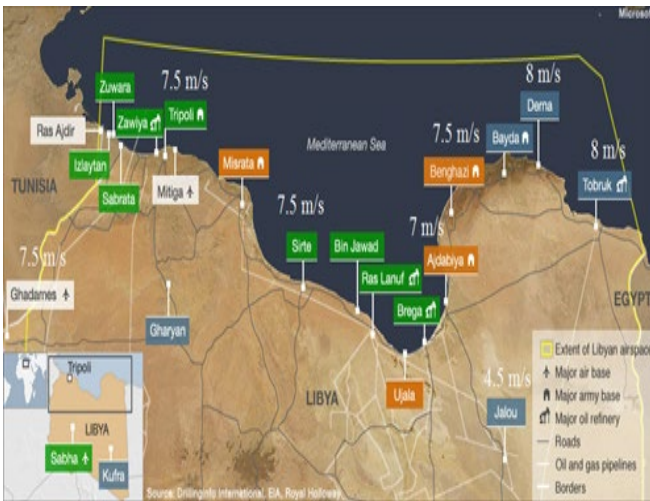 Microsof
8 m/s
Derna
7.5 m/s
Zuwara
Tripoli
Zawiya
7.5 m/s
Bayda
8 m/s
Ras Ajdir
Mediterranean Sea
Izlaytan
Misrata
Benghazi
Tobruk
TUNISIA
Sabrata
Mitiga
7.5 m/s
7 m/s
7.5 m/s
Sirte
Bin Jawad
Ajdabiya
Ras Lanuf
Ghadames
EGYPT
Brega
Gharyan
Extent of Libyan airspace
Major air base
Tripoli
4.5 m/s
Major army base
LIBYA
Ujala
Jalou
Major oil refinery
LIBYA
Roads
Sabha
Oil and gas pipelines
Kufra
Borders
Source: Drillinginfo International, EIA, Royal Holloway